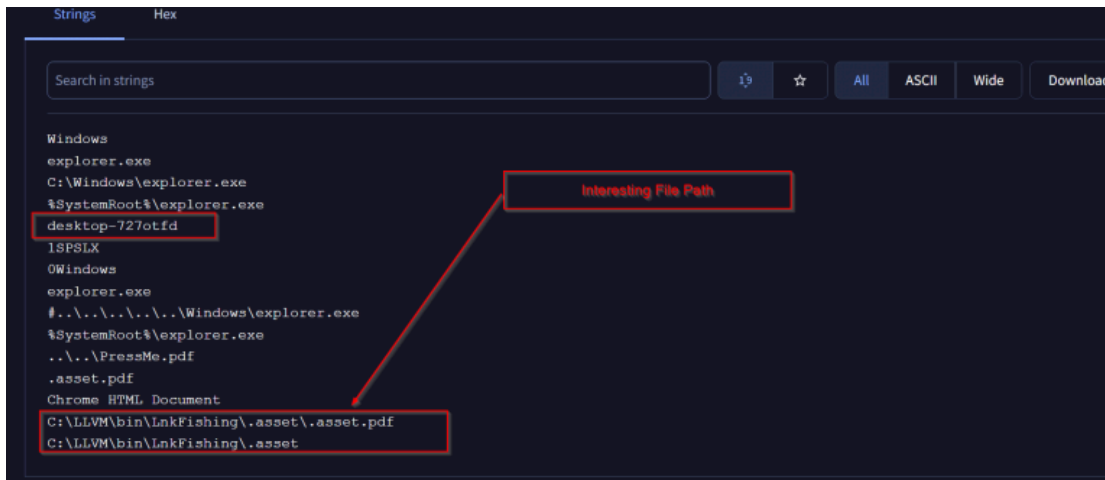 Strings Hex
Search in strings All ASCII Wide Download
Windows
explorer.exe
C:\Windows\explorer.exe
Interesting File Path
%SystemRoot%\explorer.exe
desktop-727otfd
1SPSLX
OWindows
explorer.exe
#..\..\..\..\..\Windows\explorer.exe
%SystemRoot%\explorer.exe
..\..\PressMe.pdf
.asset.pdf
Chrome HTML Document
C:\LLVM\bin\LnkFishing\.asset\.asset.pdf
C:\LLVM\bin\LnkFishing\.asset